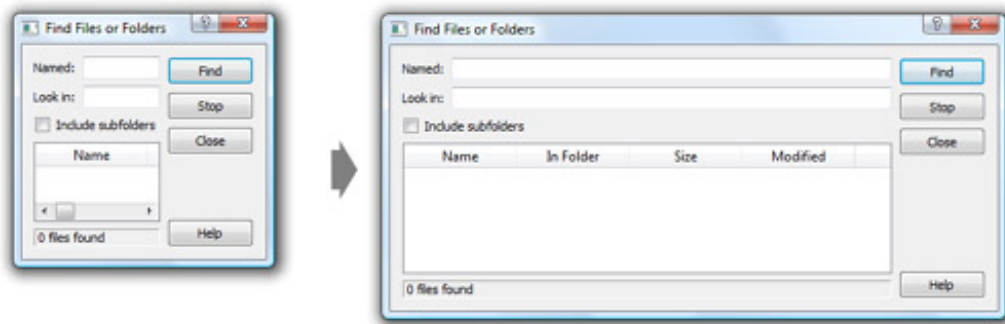 Find Files or Folders
Named:
Find
Look in:
Stop
Include subfolders
Close
Name
0 files found
Help
Find Files or Folders
Named:
Find
Look in:
Stop
Include subfolders
Close
Name In Folder Size Modified
0 files found
Help